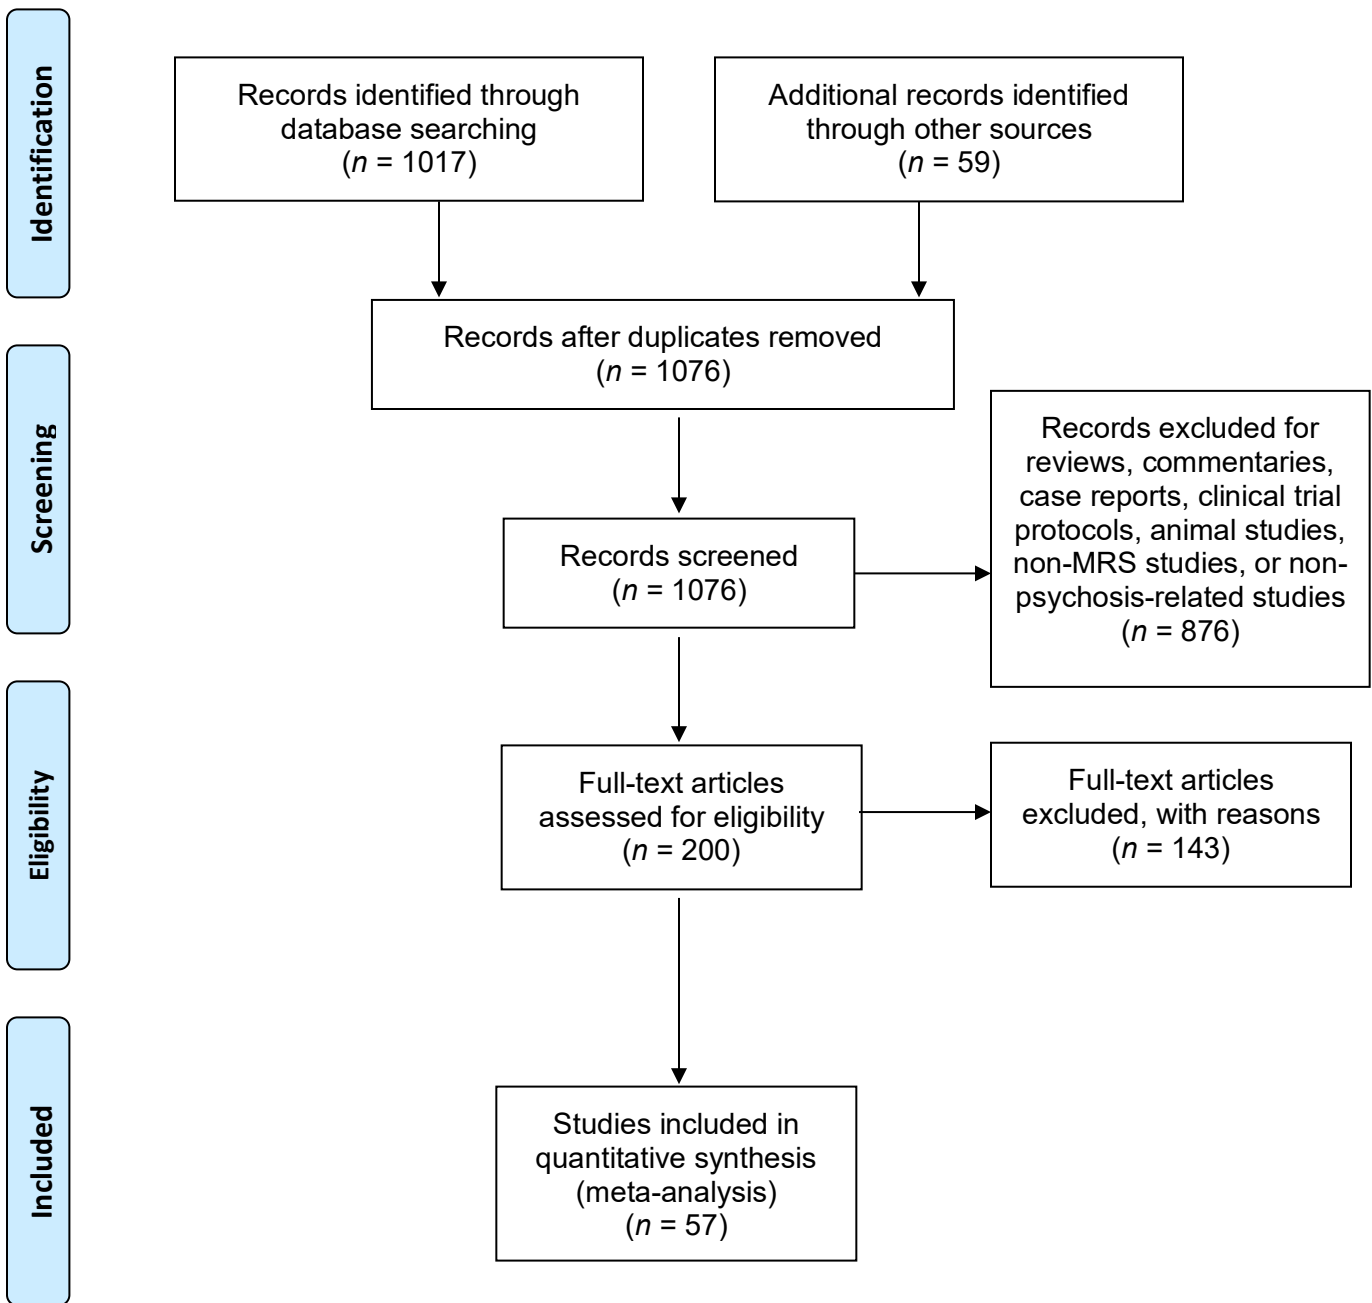 Identification
Records identified through
database searching
(n = 1017)
Additional records identified
through other sources
(n = 59)
Records after duplicates removed
(n = 1076)
Screening
Records screened
(n = 1076)
Records excluded for
reviews, commentaries,
case reports, clinical trial
protocols, animal studies,
non-MRS studies, or non-
psychosis-related studies
(n = 876)
Eligibility
Full-text articles
assessed for eligibility
(n = 200)
Full-text articles
excluded, with reasons
(n = 143)
Included
Studies included in
quantitative synthesis
(meta-analysis)
(n = 57)